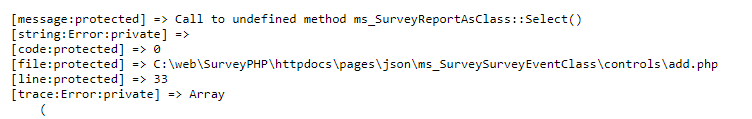 [message:protected] => Call to undefined method ms_SurveyReportAsClass::Select()
[string:Error:private] =>
[code:protected] => 0
[file:protected] => C:\web\SurveyPHP\httpdocs\pages\json\ms_SurveySurveyEventClass\controls\add.php
[line:protected] => 33
[trace:Error:private] => Array
(